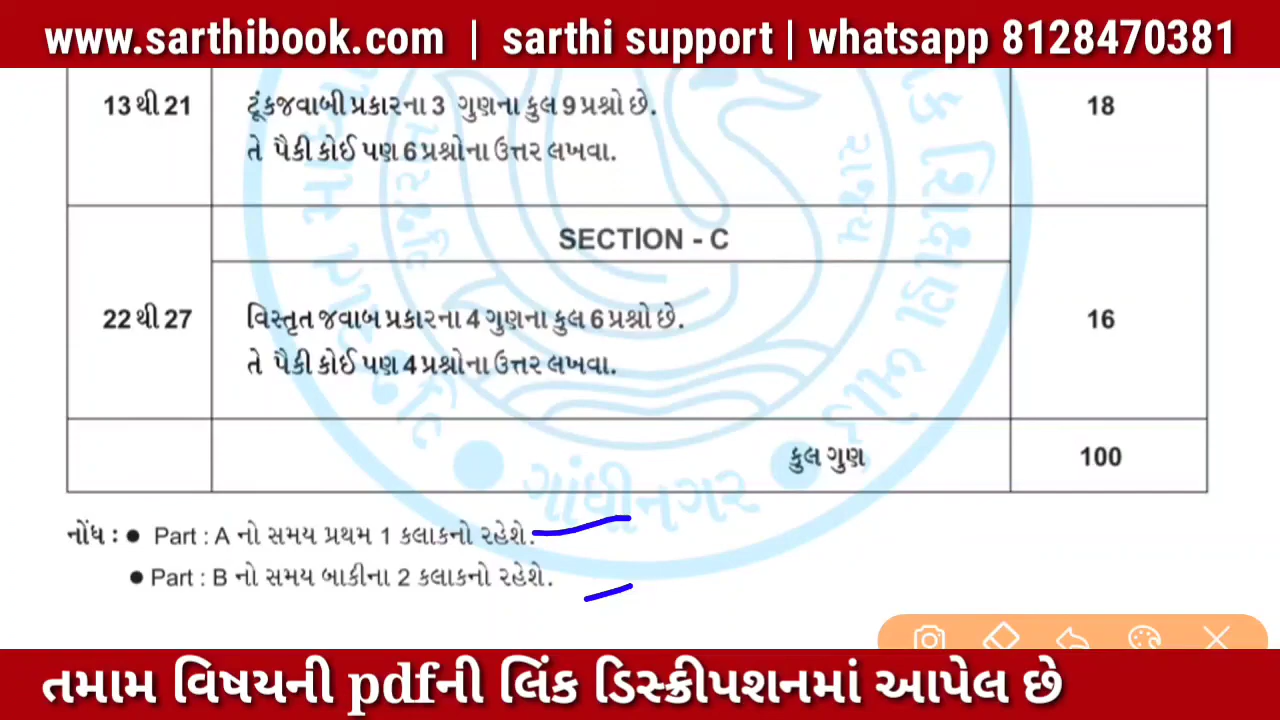 www.sarthibook.com | sarthi support | whatsapp 8128470381
13 થી 21 ટૂંકજવાબી પ્રકારના 3 ગુણના કુલ 9 પ્રશ્નો છે. 18
તે પૈકી કોઈ પણ 6 પ્રશ્નોના ઉત્તર લખવા.
SECTION - C
22 થી 27 વિસ્તૃત જવાબ પ્રકારના 4 ગુણના કુલ 6 પ્રશ્નો છે. 16
તે પૈકી કોઈ પણ 4 પ્રશ્નોના ઉત્તર લખવા.
કુલ ગુણ 100
ગાંધીનગર
નોંધ : ● Part : A નો સમય પ્રથમ 1 કલાકનો રહેશે.
● Part : B નો સમય બાકીના 2 કલાકનો રહેશે.
તમામ વિષયની pdfની લિંક ડિસ્ક્રીપશનમાં આપેલ છે